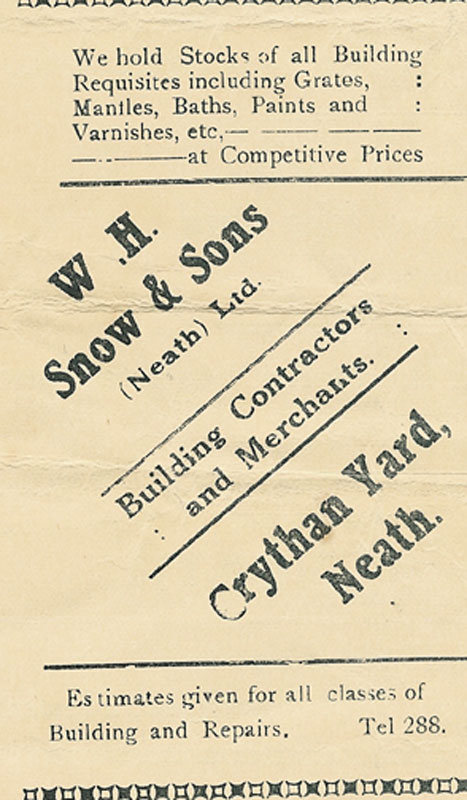 We hold Stocks of all Building
Requisites including Grates, :
Mantles, Baths, Paints and :
Varnishes, etc,— — — —
—--——at Competitive Prices
W .H.
Snow & Sons
(Neath) Ltd.
Building Contractors
and Merchants.
Crythan Yard,
Neath.
Estimates given for all classes of
Building and Repairs. Tel 288.